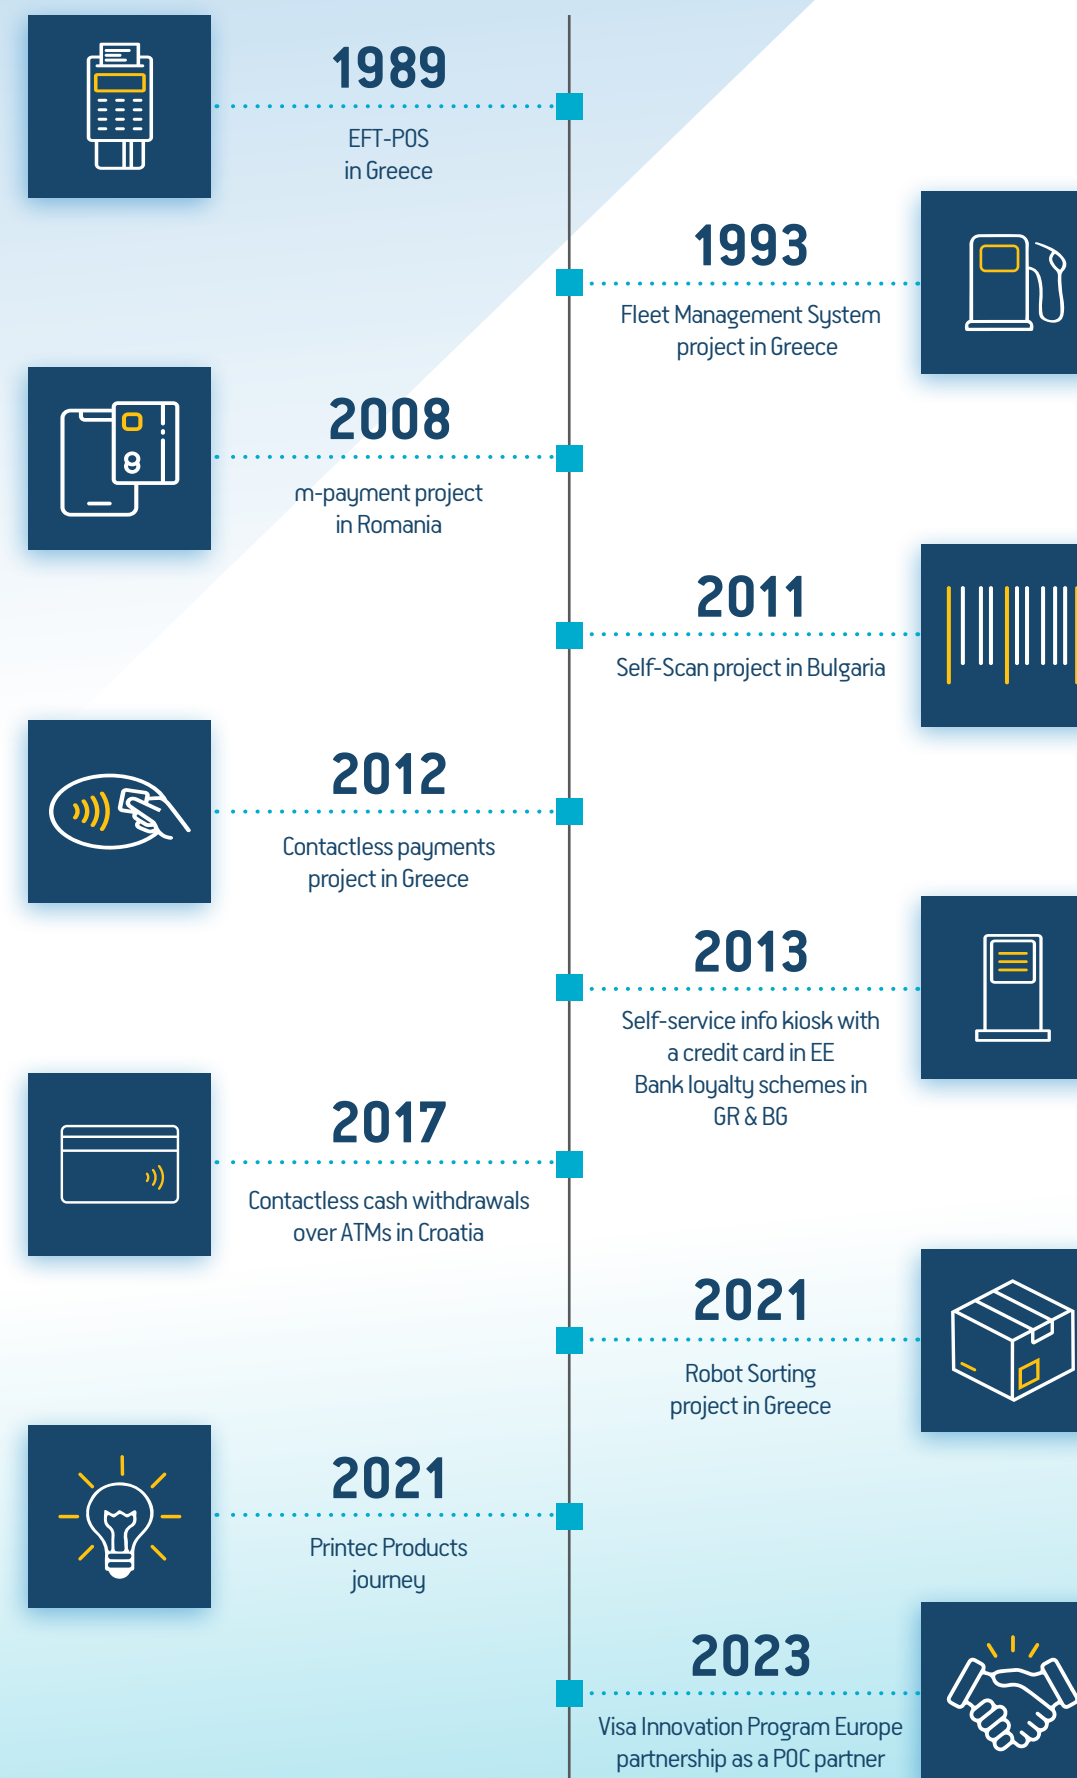 1989
EFT-POS
in Greece
1993
Fleet Management System
project in Greece
2008
m-payment project
in Romania
2011
Self-Scan project in Bulgaria
2012
Contactless payments
project in Greece
2013
Self-service info kiosk with
a credit card in EE
Bank loyalty schemes in
GR & BG
2017
Contactless cash withdrawals
over ATMs in Croatia
2021
Robot Sorting
project in Greece
2021
Printec Products
journey
2023
Visa Innovation Program Europe
partnership as a POC partner